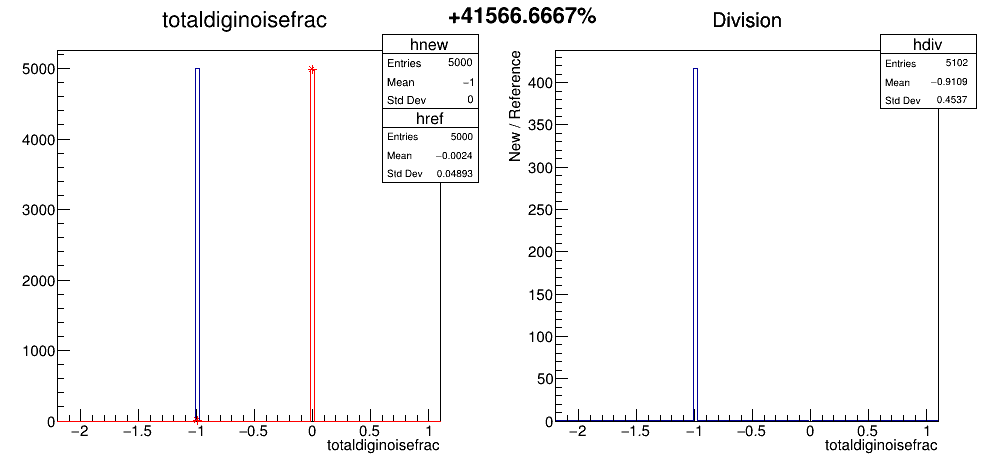 +41566.6667%
totaldiginoisefrac
hnew
Entries 5000
Mean −1
Std Dev 0
href
Entries 5000
Mean −0.0024
Std Dev 0.04893
5000
4000
3000
2000
1000
0
−2 −1.5 −1 −0.5 0 0.5 1
totaldiginoisefrac
Division
hdiv
Entries 5102
Mean −0.9109
Std Dev 0.4537
New / Reference
400
350
300
250
200
150
100
50
0
−2 −1.5 −1 −0.5 0 0.5 1
totaldiginoisefrac